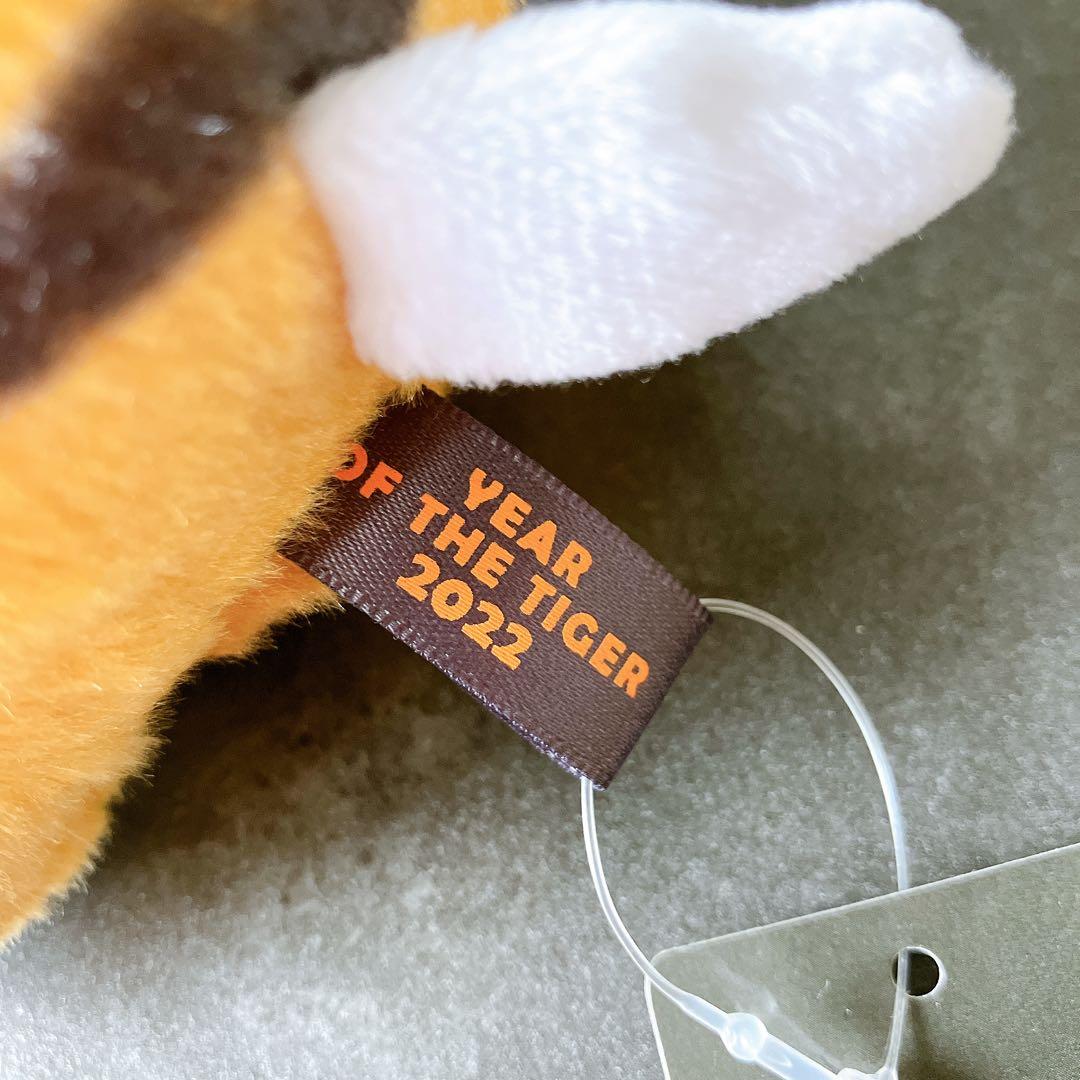 YEAR
OF THE TIGER
2022